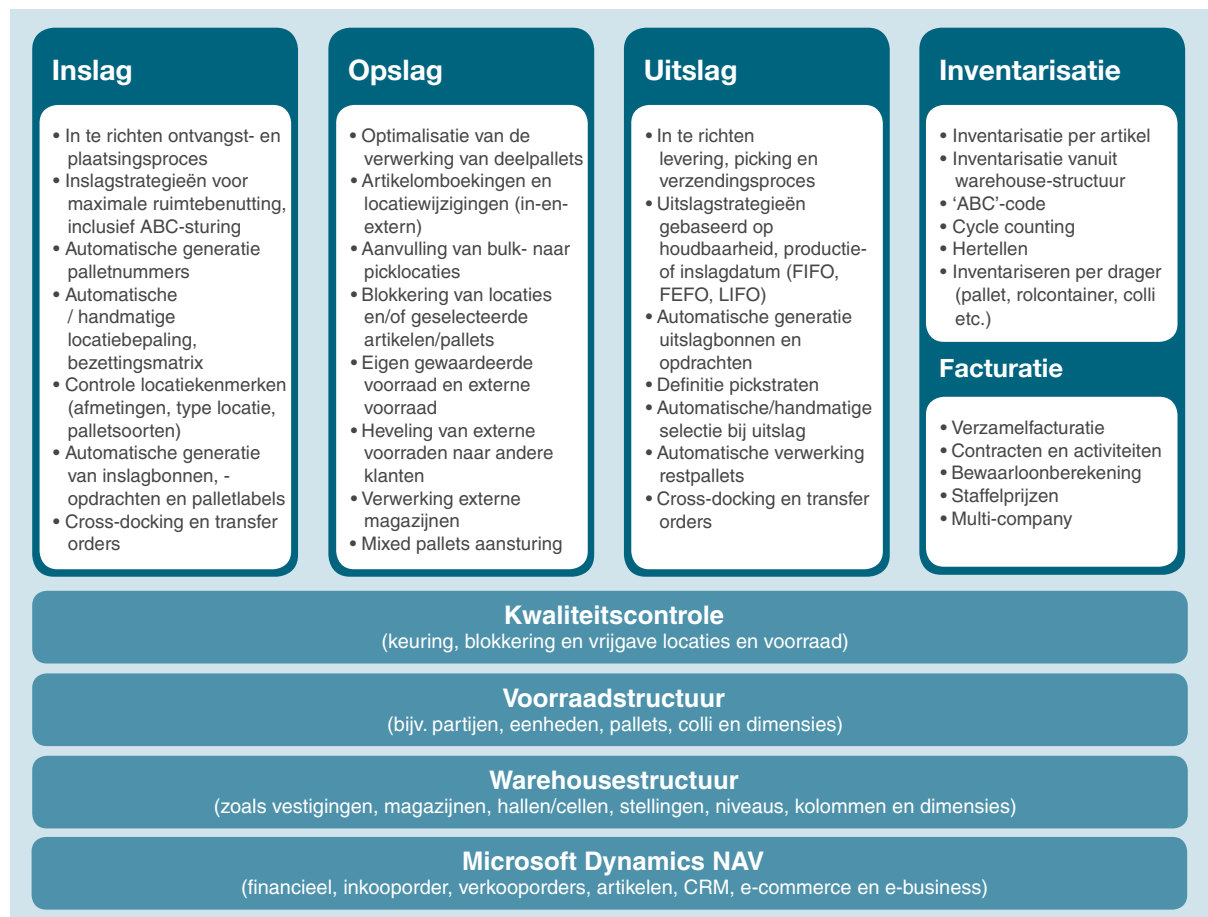 Inslag
• In te richten ontvangst- en
plaatsingsproces
• Inslagstrategieën voor
maximale ruimtebenutting,
inclusief ABC-sturing
• Automatische generatie
palletnummers
• Automatische
/ handmatige
locatiebepaling,
bezettingsmatrix
• Controle locatiekenmerken
(afmetingen, type locatie,
palletsoorten)
• Automatische generatie
van inslagbonnen, -
opdrachten en palletlabels
• Cross-docking en transfer
orders
Opslag
• Optimalisatie van de
verwerking van deelpallets
• Artikelomboekingen en
locatiewijzigingen (in-en-
extern)
• Aanvulling van bulk- naar
picklocaties
• Blokkering van locaties
en/of geselecteerde
artikelen/pallets
• Eigen gewaardeerde
voorraad en externe
voorraad
• Heveling van externe
voorraden naar andere
klanten
• Verwerking externe
magazijnen
• Mixed pallets aansturing
Uitslag
• In te richten
levering, picking en
verzendingsproces
• Uitslagstrategieën
gebaseerd op
houdbaarheid, productie-
of inslagdatum (FIFO,
FEFO, LIFO)
• Automatische generatie
uitslagbonnen en
opdrachten
• Definitie pickstraten
• Automatische/handmatige
selectie bij uitslag
• Automatische verwerking
restpallets
• Cross-docking en transfer
orders
Inventarisatie
• Inventarisatie per artikel
• Inventarisatie vanuit
warehouse-structuur
• ‘ABC’-code
• Cycle counting
• Hertellen
• Inventariseren per drager
(pallet, rolcontainer, colli
etc.)
Facturatie
• Verzamelfacturatie
• Contracten en activiteiten
• Bewaarloonberekening
• Staffelprijzen
• Multi-company
Kwaliteitscontrole
(keuring, blokkering en vrijgave locaties en voorraad)
Voorraadstructuur
(bijv. partijen, eenheden, pallets, colli en dimensies)
Warehousestructuur
(zoals vestigingen, magazijnen, hallen/cellen, stellingen, niveaus, kolommen en dimensies)
Microsoft Dynamics NAV
(financieel, inkooporder, verkooporders, artikelen, CRM, e-commerce en e-business)